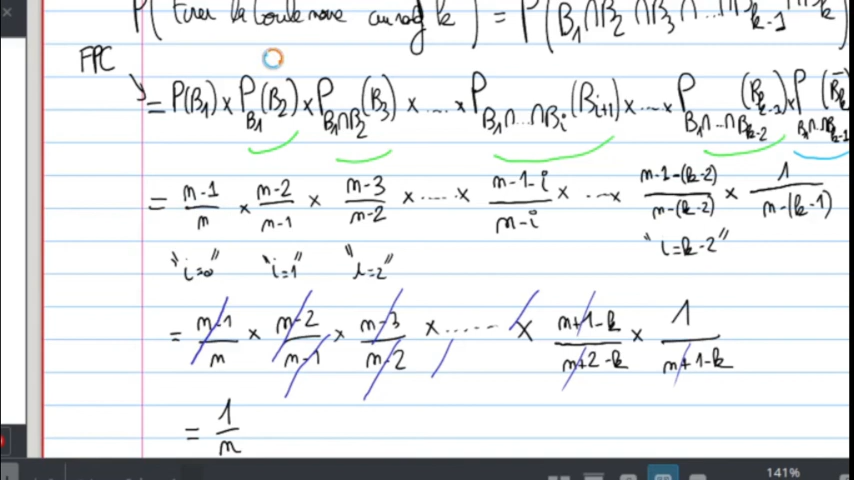 P( Tirer la boule noire au rang k ) = P(B₁∩B₂∩B₃∩...∩B_{k-1}∩B̄_k
FPC
= P(B₁) × P_{B₁}(B₂) × P_{B₁∩B₂}(B₃) × .... × P_{B₁∩...∩B_i}(B_{i+1}) × ... × P_{B₁∩...∩B_{k-2}}(B_{k-1}) × P_{B₁∩...∩B_{k-1}}(B̄_k
= (n-1)/n × (n-2)/(n-1) × (n-3)/(n-2) × .... × (n-1-i)/(n-i) × ... × (n-1-(k-2))/(n-(k-2)) × 1/(n-(k-1))
"i=0" "i=1" "i=2" "i=k-2"
= (n-1)/n × (n-2)/(n-1) × (n-3)/(n-2) × ........ × (n+1-k)/(n+2-k) × 1/(n+1-k)
= 1/n
141%